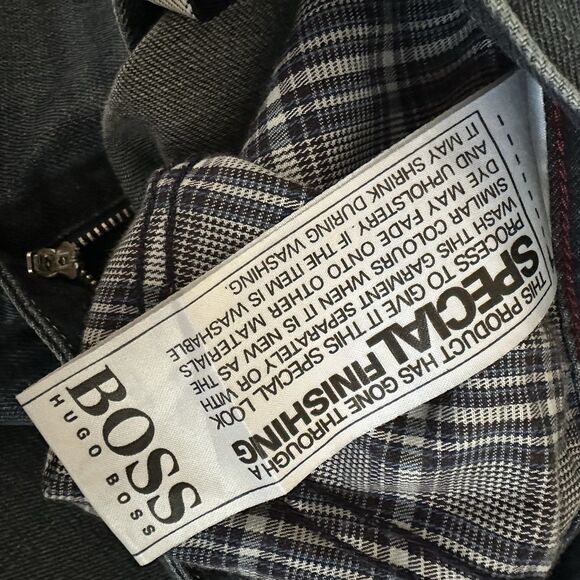 BOSS
HUGO BOSS
THIS PRODUCT HAS GONE THROUGH A
SPECIAL FINISHING
PROCESS TO GIVE IT THIS SPECIAL LOOK
WASH THIS GARMENT SEPARATELY OR WITH
SIMILAR COLOURS WHEN IT IS NEW AS THE
DYE MAY FADE ONTO OTHER MATERIALS
AND UPHOLSTERY. IF THE ITEM IS WASHABLE
IT MAY SHRINK DURING WASHING